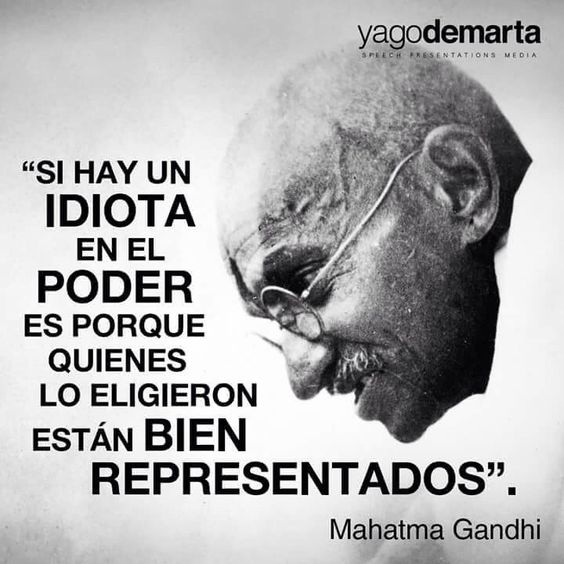 yagodemarta
SPEECH PRESENTATIONS MEDIA
“SI HAY UN
IDIOTA
EN EL
PODER
ES PORQUE
QUIENES
LO ELIGIERON
ESTÁN BIEN
REPRESENTADOS”.
Mahatma Gandhi